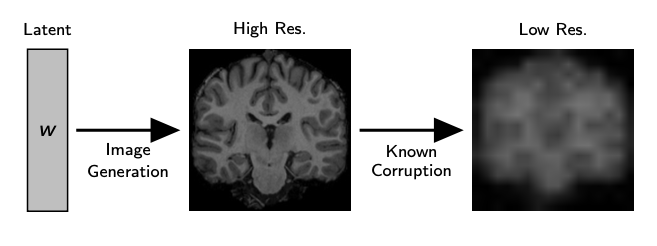 Latent
High Res.
Low Res.
w
Image
Generation
Known
Corruption